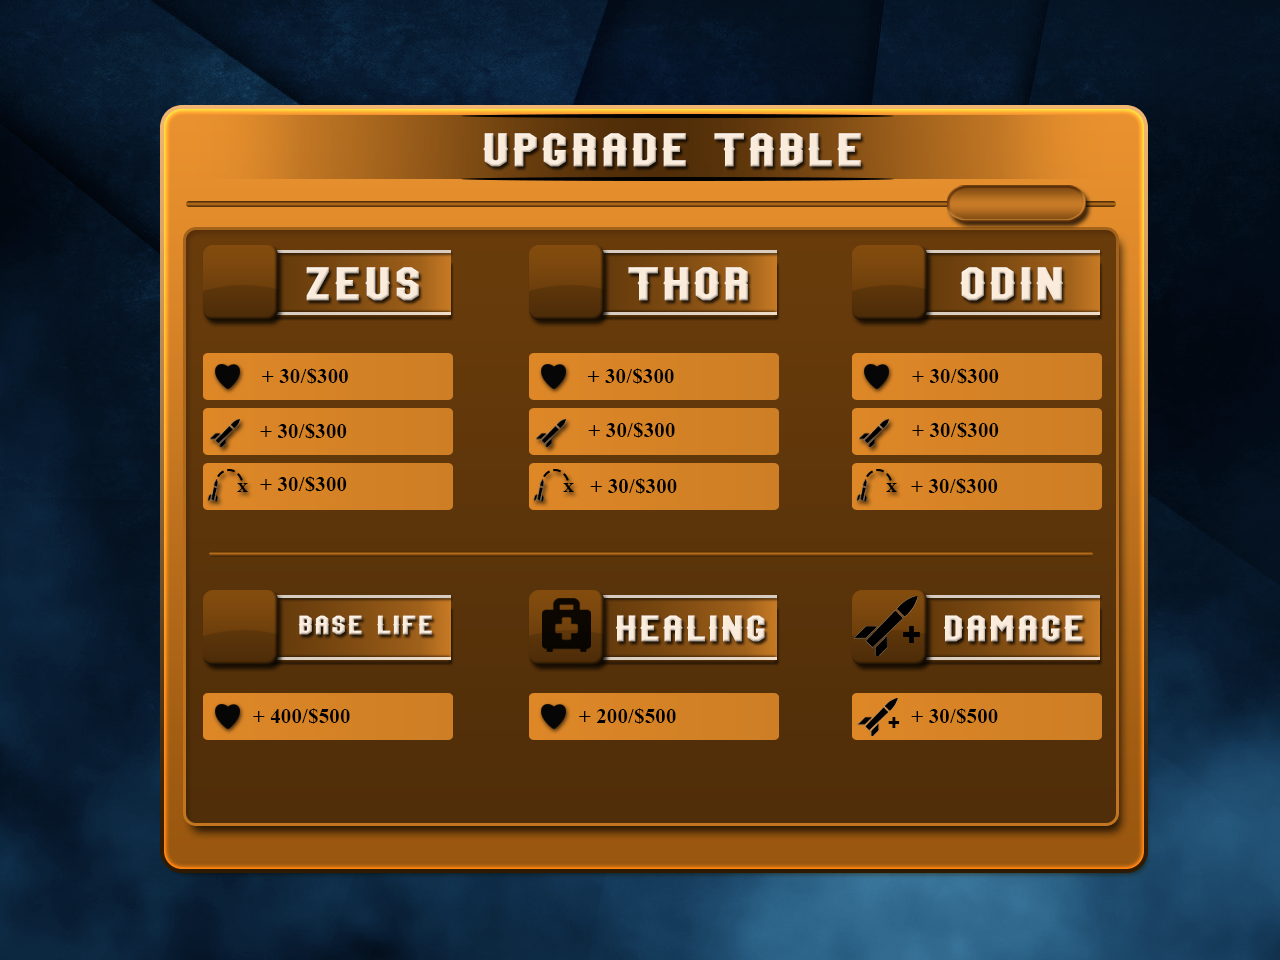 UPGRADE TABLE
ZEUS THOR ODIN
+ 30/$300 + 30/$300 + 30/$300
+ 30/$300 + 30/$300 + 30/$300
x + 30/$300 x + 30/$300 x + 30/$300
BASE LIFE HEALING DAMAGE
+ 400/$500 + 200/$500 + 30/$500